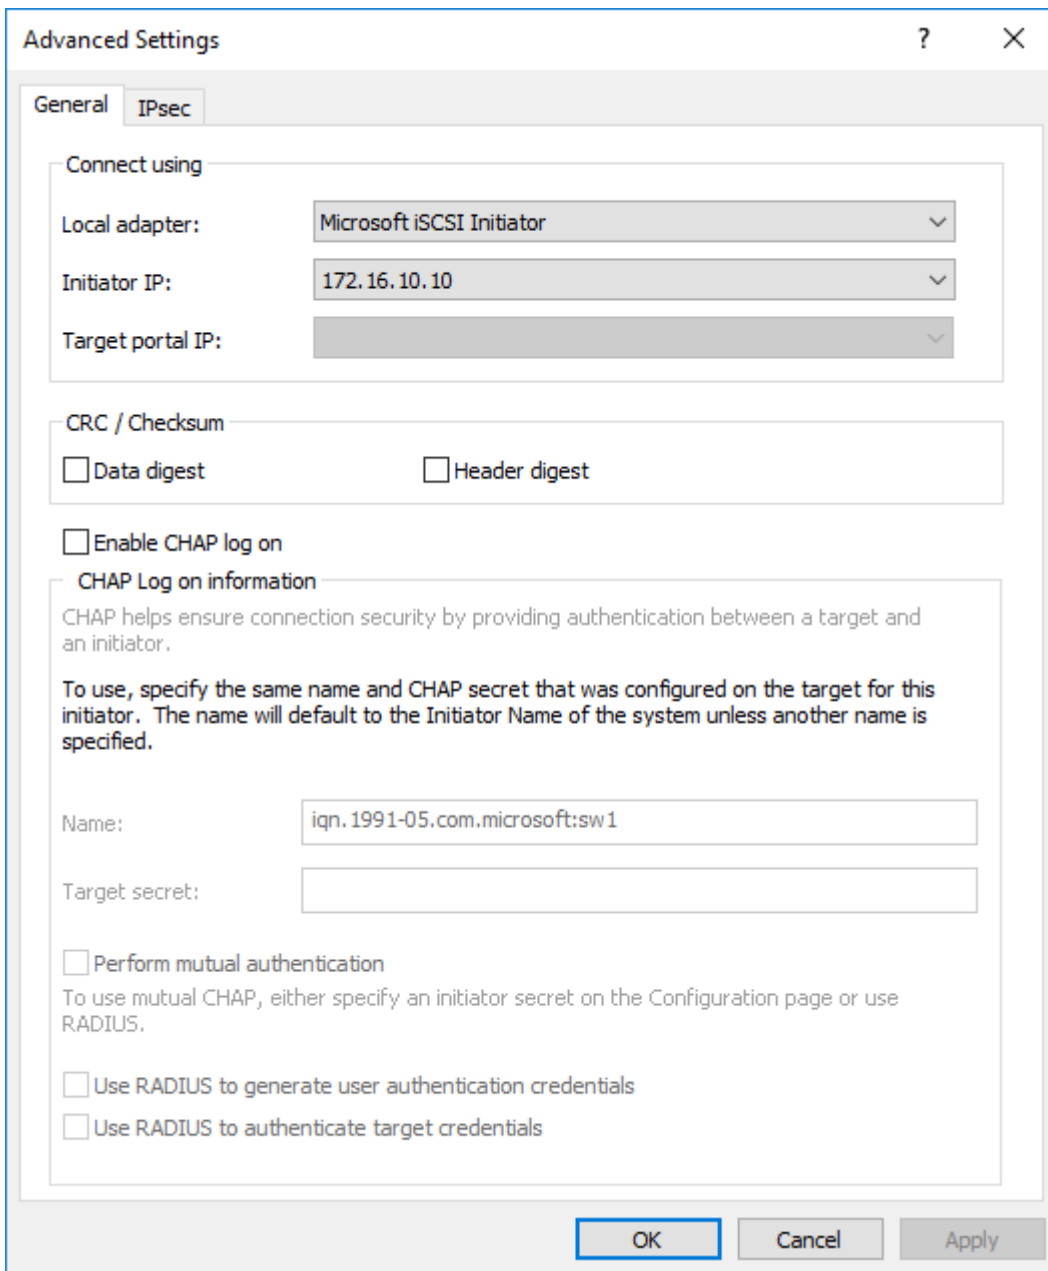 Advanced Settings
?
General
IPsec
Connect using
Local adapter:
Microsoft iSCSI Initiator
Initiator IP:
172.16.10.10
Target portal IP:
CRC / Checksum
Data digest
Header digest
Enable CHAP log on
CHAP Log on information
CHAP helps ensure connection security by providing authentication between a target and
an initiator.
To use, specify the same name and CHAP secret that was configured on the target for this
initiator.  The name will default to the Initiator Name of the system unless another name is
specified.
Name:
iqn.1991-05.com.microsoft:sw1
Target secret:
Perform mutual authentication
To use mutual CHAP, either specify an initiator secret on the Configuration page or use
RADIUS.
Use RADIUS to generate user authentication credentials
Use RADIUS to authenticate target credentials
OK
Cancel
Apply